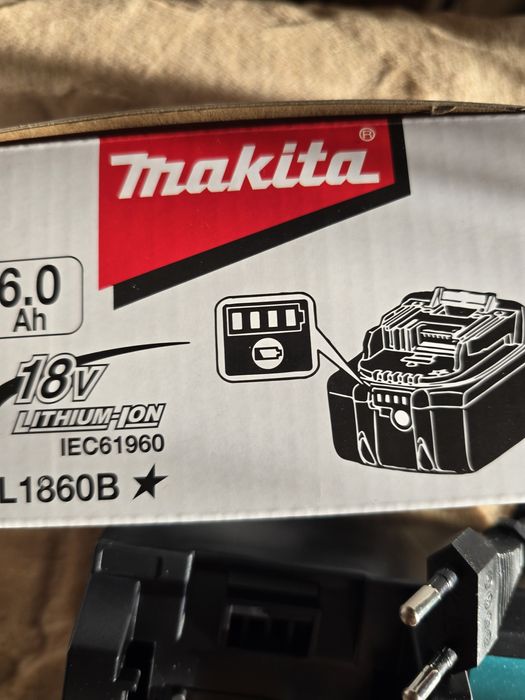 makita®
6.0
Ah
18V
LITHIUM-ION
IEC61960
L1860B ★